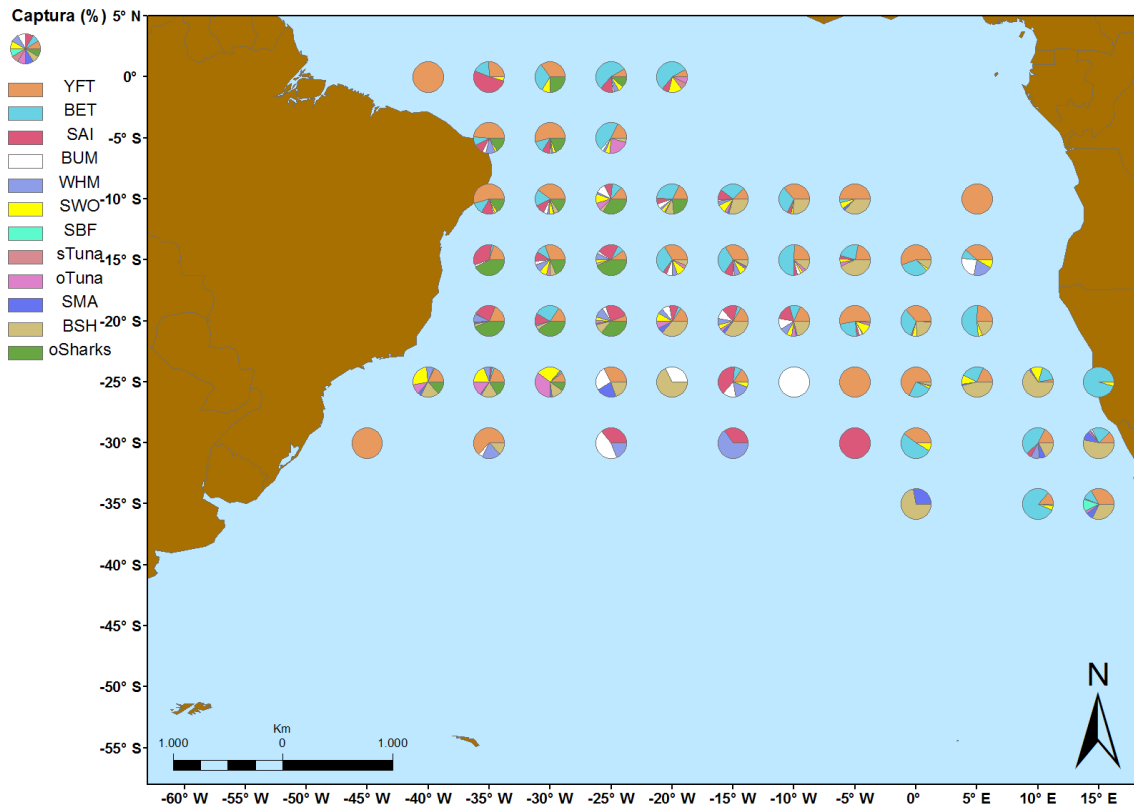 Captura (%)
YFT
BET
SAI
BUM
WHM
SWO
SBF
sTuna
oTuna
SMA
BSH
oSharks
5° N
0°
-5° S
-10° S
-15° S
-20° S
-25° S
-30° S
-35° S
-40° S
-45° S
-50° S
-55° S
N
Km
1.000 0 1.000
-60° W -55° W -50° W -45° W -40° W -35° W -30° W -25° W -20° W -15° W -10° W -5° W 0° 5 E 10° E 15° E